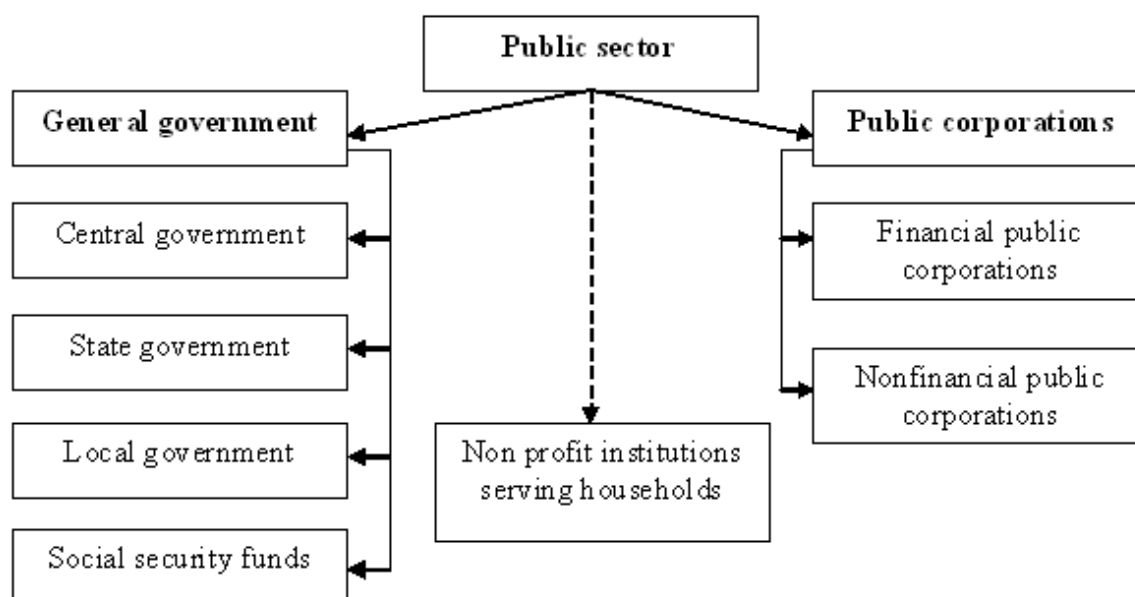 Public sector
General government
Public corporations
Central government
Financial public
corporations
State government
Nonfinancial public
corporations
Local government
Non profit institutions
serving households
Social security funds